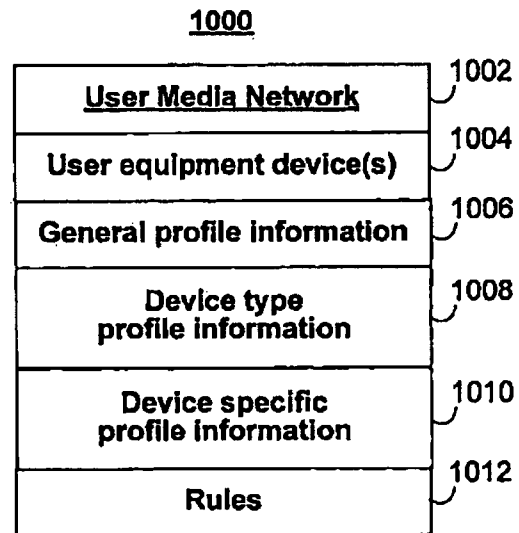 1000
User Media Network
1002
User equipment device(s)
1004
General profile information
1006
Device type
profile information
1008
Device specific
profile information
1010
Rules
1012